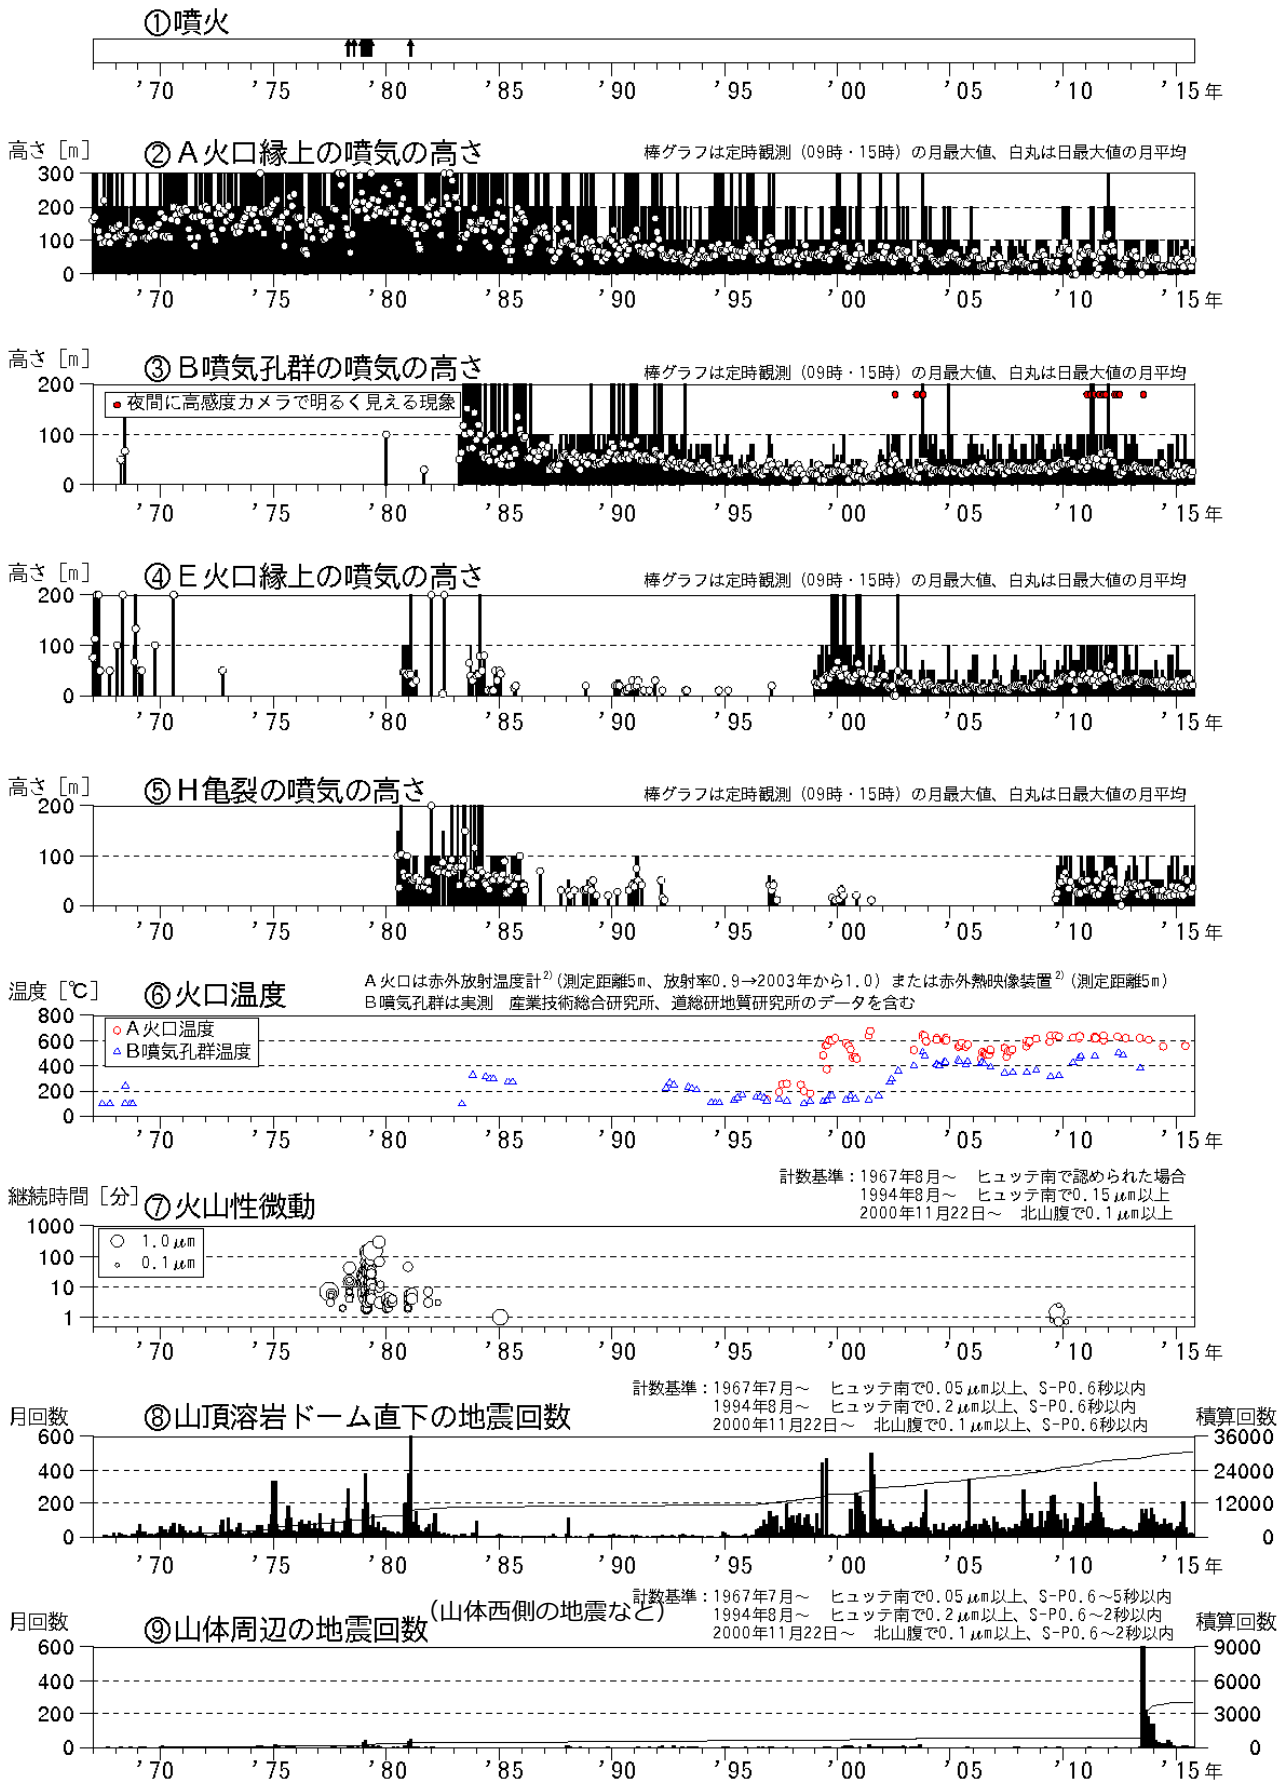 ①噴火
'70 '75 '80 '85 '90 '95 '00 '05 '10 '15 年
高さ［m］ ②A火口縁上の噴気の高さ 棒グラフは定時観測（09時・15時）の月最大値、白丸は日最大値の月平均
300
200
100
0
'70 '75 '80 '85 '90 '95 '00 '05 '10 '15 年
高さ［m］ ③B噴気孔群の噴気の高さ 棒グラフは定時観測（09時・15時）の月最大値、白丸は日最大値の月平均
200
夜間に高感度カメラで明るく見える現象
100
0
'70 '75 '80 '85 '90 '95 '00 '05 '10 '15 年
高さ［m］ ④E火口縁上の噴気の高さ 棒グラフは定時観測（09時・15時）の月最大値、白丸は日最大値の月平均
200
100
0
'70 '75 '80 '85 '90 '95 '00 '05 '10 '15 年
高さ［m］ ⑤H亀裂の噴気の高さ 棒グラフは定時観測（09時・15時）の月最大値、白丸は日最大値の月平均
200
100
0
'70 '75 '80 '85 '90 '95 '00 '05 '10 '15 年
温度［℃］ ⑥火口温度 A火口は赤外放射温度計2)（測定距離5m、放射率0.9→2003年から1.0）または赤外熱映像装置2)（測定距離5m）
B噴気孔群は実測 産業技術総合研究所、道総研地質研究所のデータを含む
800
A火口温度
600
B噴気孔群温度
400
200
0
'70 '75 '80 '85 '90 '95 '00 '05 '10 '15 年
継続時間［分］ ⑦火山性微動 計数基準：1967年8月～ ヒュッテ南で認められた場合
1994年8月～ ヒュッテ南で0.15μm以上
2000年11月22日～ 北山腹で0.1μm以上
1000
1.0μm
100
0.1μm
10
1
'70 '75 '80 '85 '90 '95 '00 '05 '10 '15 年
月回数 ⑧山頂溶岩ドーム直下の地震回数 計数基準：1967年7月～ ヒュッテ南で0.05μm以上、S-P0.6秒以内
1994年8月～ ヒュッテ南で0.2μm以上、S-P0.6秒以内
2000年11月22日～ 北山腹で0.1μm以上、S-P0.6秒以内 積算回数
600 36000
400 24000
200 12000
0 0
'70 '75 '80 '85 '90 '95 '00 '05 '10 '15 年
月回数 ⑨山体周辺の地震回数 （山体西側の地震など） 計数基準：1967年7月～ ヒュッテ南で0.05μm以上、S-P0.6～5秒以内
1994年8月～ ヒュッテ南で0.2μm以上、S-P0.6～2秒以内
2000年11月22日～ 北山腹で0.1μm以上、S-P0.6～2秒以内 積算回数
600 9000
400 6000
200 3000
0 0
'70 '75 '80 '85 '90 '95 '00 '05 '10 '15 年